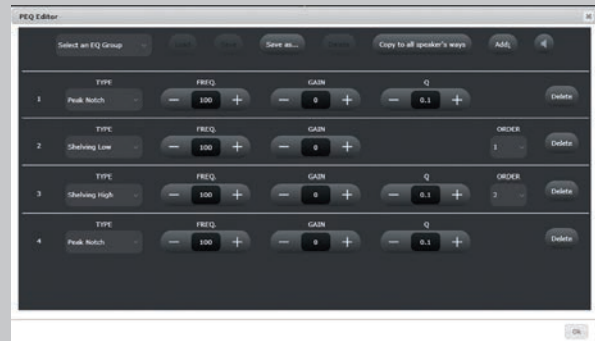 PEQ Editor
Select an EQ Group Save as... Copy to all speaker's ways Add
TYPE FREQ. GAIN Q
1 Peak Notch 100 0 0.1 Delete
TYPE FREQ. GAIN ORDER
2 Shelving Low 100 0 1 Delete
TYPE FREQ. GAIN Q ORDER
3 Shelving High 100 0 0.1 2 Delete
TYPE FREQ. GAIN Q
4 Peak Notch 100 0 0.1 Delete
Ok